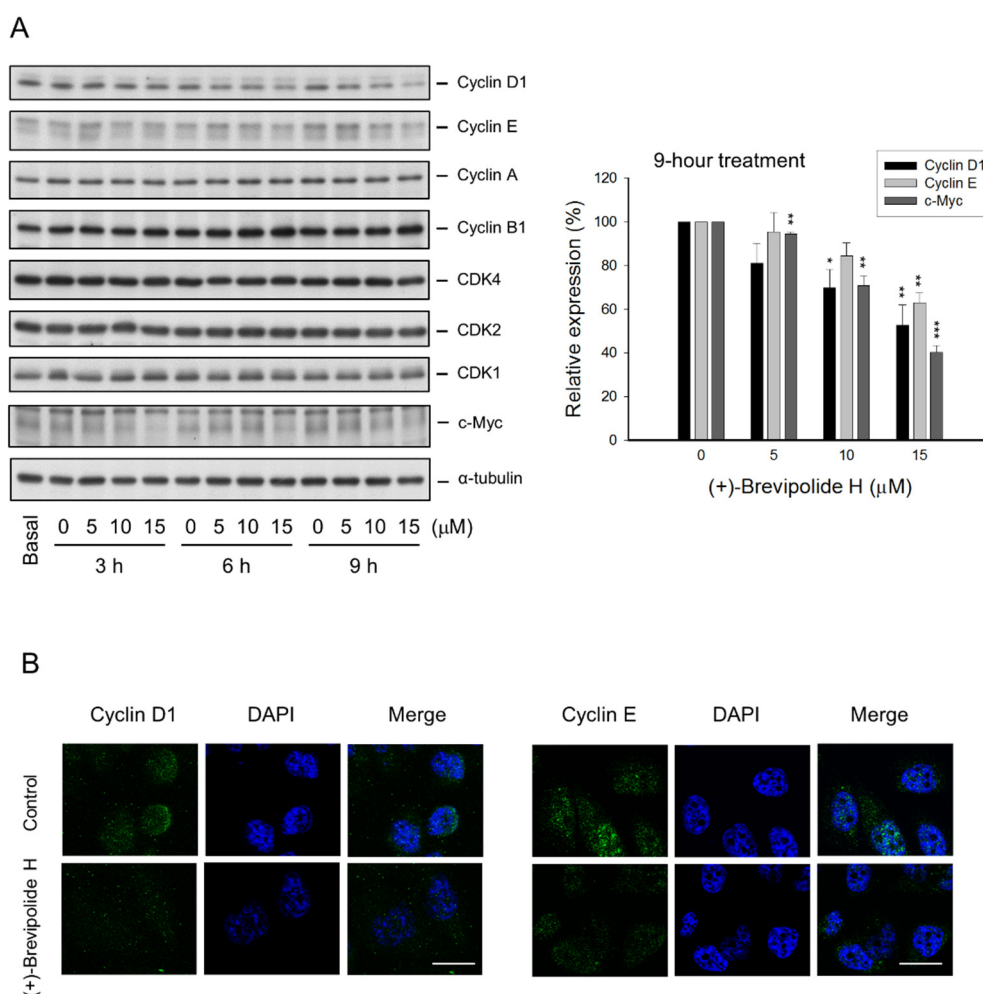 A
Cyclin D1
Cyclin E
Cyclin A
Cyclin B1
CDK4
CDK2
CDK1
c-Myc
α-tubulin
Basal 0 5 10 15 0 5 10 15 0 5 10 15 (μM)
3 h 6 h 9 h
9-hour treatment
Cyclin D1
Cyclin E
c-Myc
Relative expression (%)
120
100
80
60
40
20
0
**
*
**
**
**
***
0 5 10 15
(+)-Brevipolide H (μM)
B
Cyclin D1 DAPI Merge Cyclin E DAPI Merge
Control
(+)-Brevipolide H